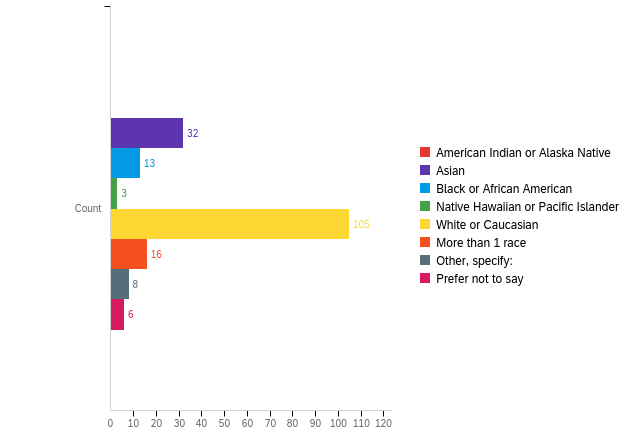 32
13
3
Count
105
16
8
6
0 10 20 30 40 50 60 70 80 90 100 110 120
American Indian or Alaska Native
Asian
Black or African American
Native Hawaiian or Pacific Islander
White or Caucasian
More than 1 race
Other, specify:
Prefer not to say